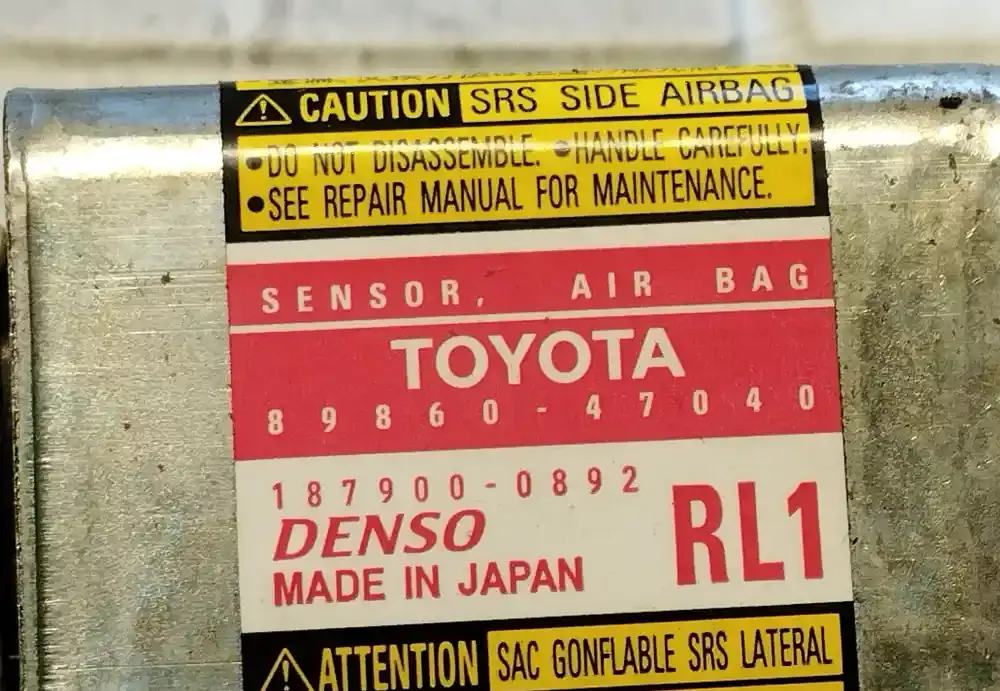 CAUTION SRS SIDE AIRBAG
●DO NOT DISASSEMBLE. ●HANDLE CAREFULLY.
●SEE REPAIR MANUAL FOR MAINTENANCE.
SENSOR, AIR BAG
TOYOTA
89860-47040
187900-0892
DENSO
RL1
MADE IN JAPAN
ATTENTION SAC GONFLABLE SRS LATERAL